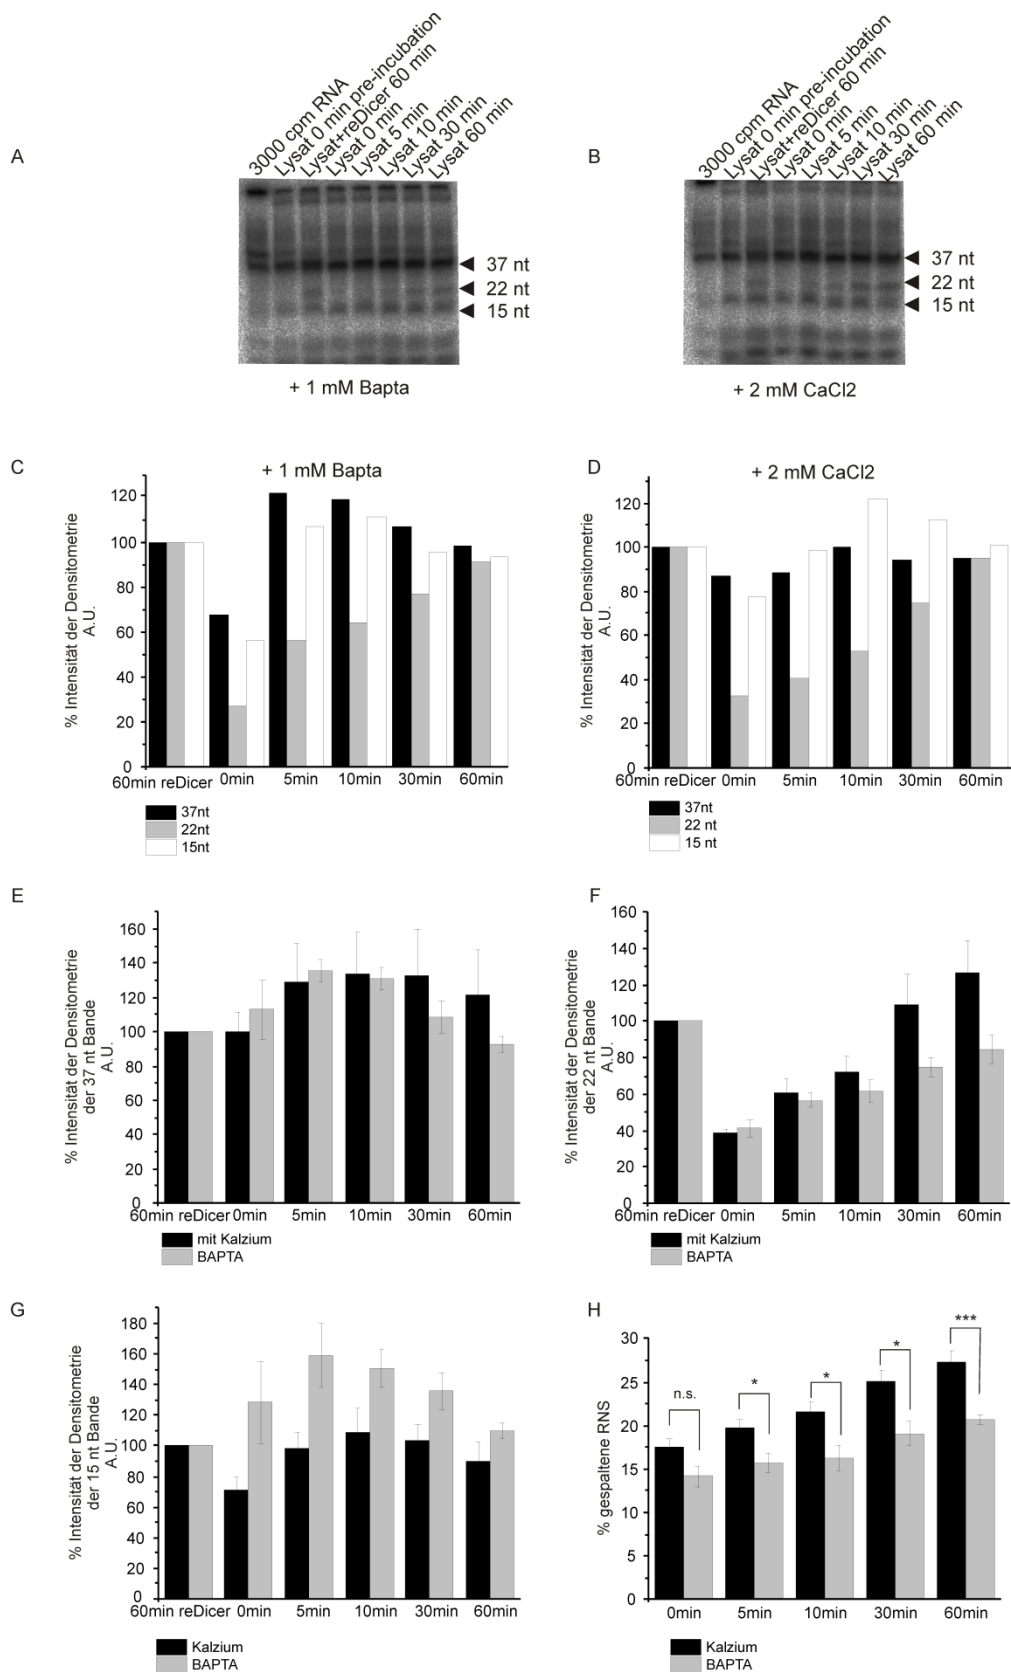 A
3000 cpm RNA
Lysat 0 min pre-incubation
Lysat+reDicer 60 min
Lysat 0 min
Lysat 5 min
Lysat 10 min
Lysat 30 min
Lysat 60 min
37 nt
22 nt
15 nt
+ 1 mM Bapta
B
3000 cpm RNA
Lysat 0 min pre-incubation
Lysat+reDicer 60 min
Lysat 0 min
Lysat 5 min
Lysat 10 min
Lysat 30 min
Lysat 60 min
37 nt
22 nt
15 nt
+ 2 mM CaCl2
C
+ 1 mM Bapta
% Intensität der Densitometrie
A.U.
120
100
80
60
40
20
0
60min reDicer 0min 5min 10min 30min 60min
37nt
22nt
15nt
D
+ 2 mM CaCl2
% Intensität der Densitometrie
A.U.
120
100
80
60
40
20
0
60min reDicer 0min 5min 10min 30min 60min
37nt
22 nt
15 nt
E
% Intensität der Densitometrie
der 37 nt Bande
A.U.
160
140
120
100
80
60
40
20
0
60min reDicer 0min 5min 10min 30min 60min
mit Kalzium
BAPTA
F
% Intensität der Densitometrie
der 22 nt Bande
A.U.
160
140
120
100
80
60
40
20
0
60min reDicer 0min 5min 10min 30min 60min
mit Kalzium
BAPTA
G
% Intensität der Densitometrie
der 15 nt Bande
A.U.
180
160
140
120
100
80
60
40
20
0
60min reDicer 0min 5min 10min 30min 60min
Kalzium
BAPTA
H
% gespaltene RNS
30
25
20
15
10
5
0
n.s.
*
*
*
***
0min 5min 10min 30min 60min
Kalzium
BAPTA